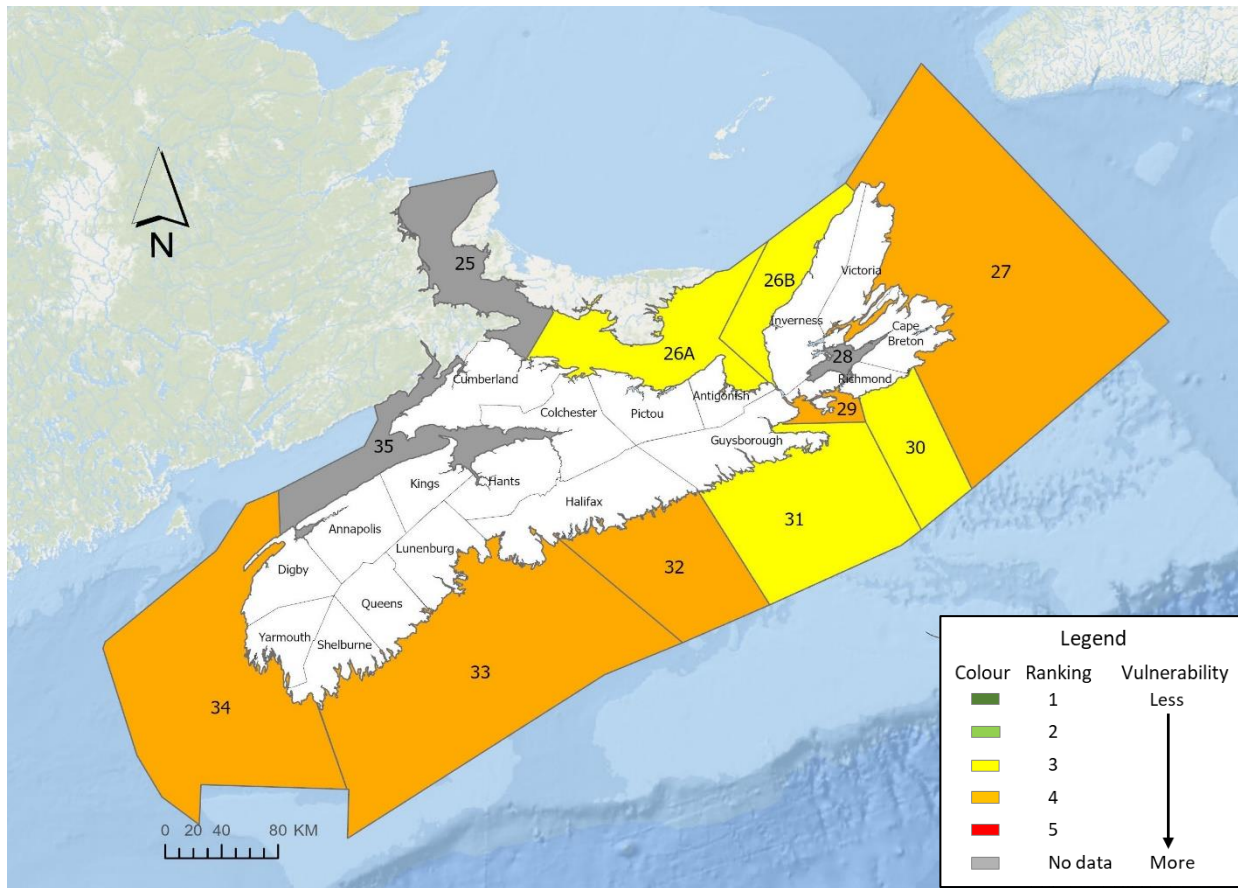 N
25
26B
27
Victoria
Inverness
Cape
Breton
26A
28
Richmond
Cumberland
Antigonish
29
Colchester
Pictou
Guysborough
30
35
Kings
Hants
Halifax
31
Annapolis
Lunenburg
Digby
32
Queens
Yarmouth
Shelburne
33
34
0 20 40 80 KM
Legend
Colour Ranking Vulnerability
1 Less
2
3
4
5
No data More